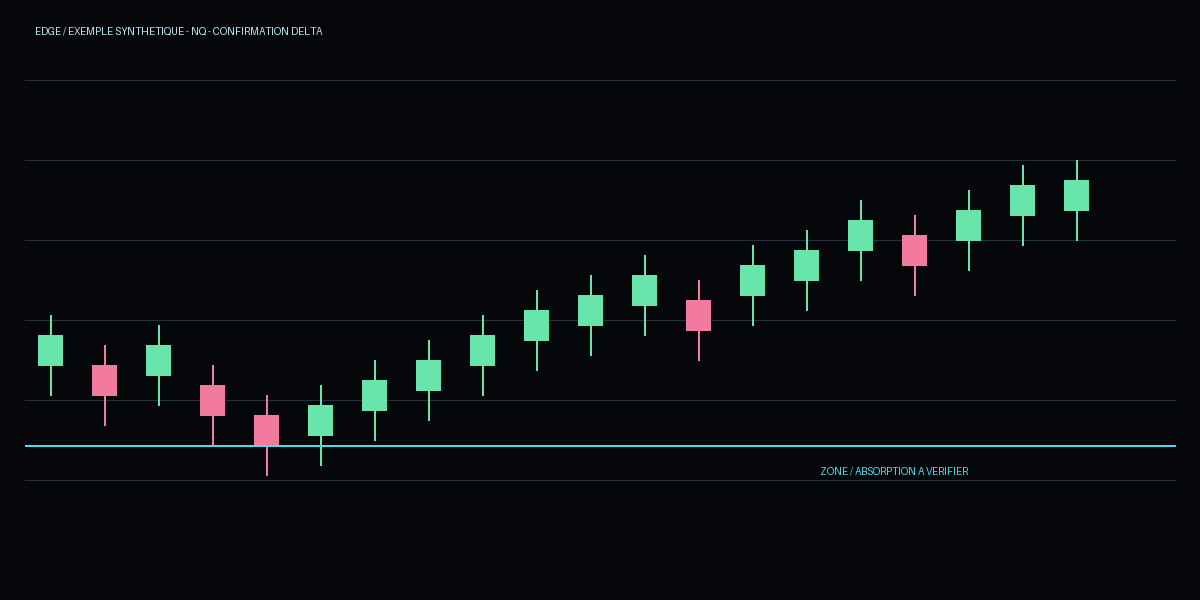 EDGE / EXEMPLE SYNTHETIQUE - NQ - CONFIRMATION DELTA
ZONE / ABSORPTION A VERIFIER